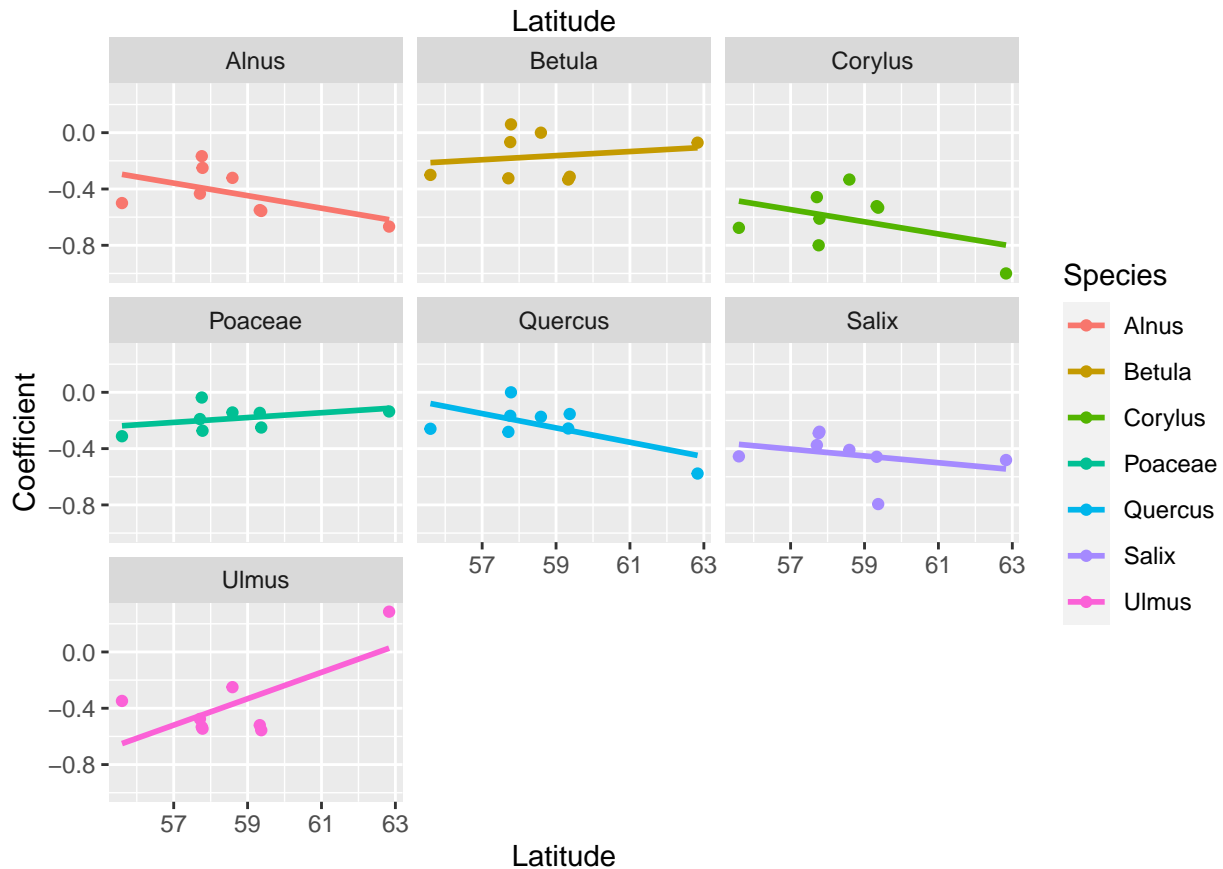 Latitude
Alnus
Betula
Corylus
0.0
−0.4
−0.8
Poaceae
Quercus
Salix
0.0
−0.4
−0.8
57 59 61 63
57 59 61 63
Ulmus
0.0
−0.4
−0.8
57 59 61 63
Latitude
Coefficient
Species
Alnus
Betula
Corylus
Poaceae
Quercus
Salix
Ulmus